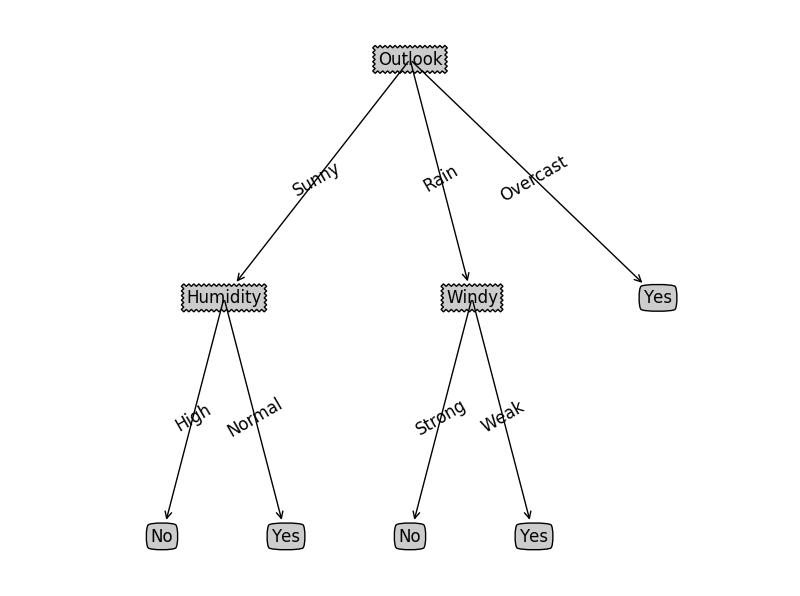 Outlook
Sunny
Rain
Overcast
Humidity
Windy
Yes
High
Normal
Strong
Weak
No
Yes
No
Yes